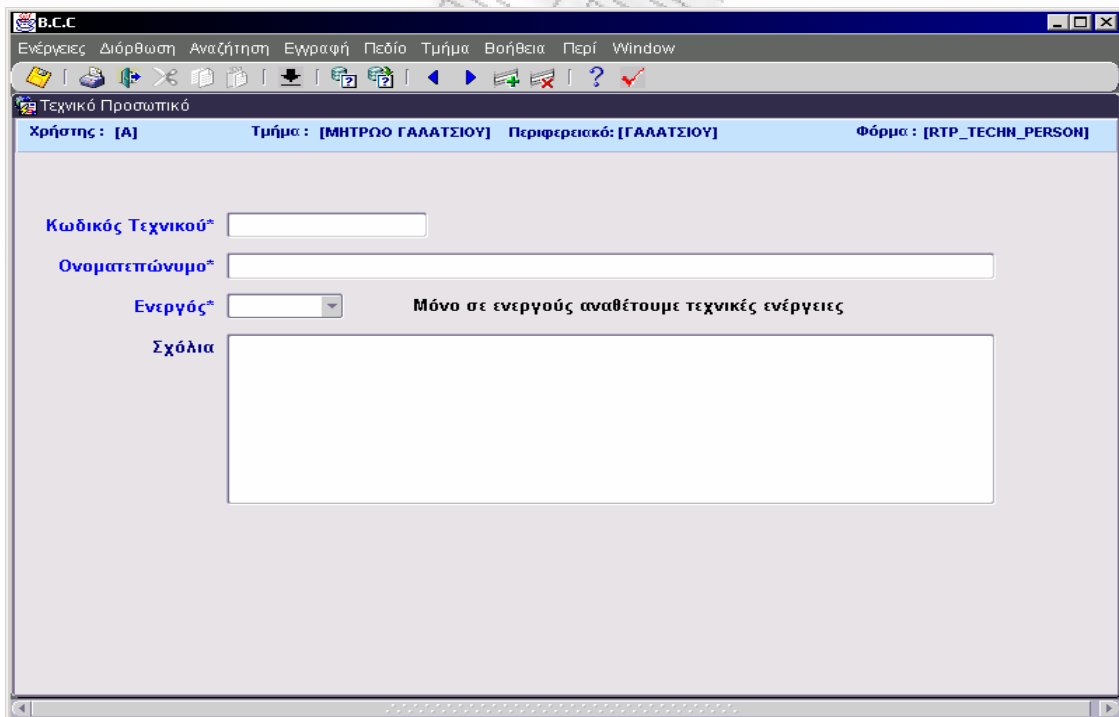 B.C.C
Ενέργειες Διόρθωση Αναζήτηση Εγγραφή Πεδίο Τμήμα Βοήθεια Περί Window
Τεχνικό Προσωπικό
Χρήστης : [Α] Τμήμα : [ΜΗΤΡΩΟ ΓΑΛΑΤΣΙΟΥ] Περιφερειακό: [ΓΑΛΑΤΣΙΟΥ] Φόρμα : [RTP_TECHN_PERSON]
Κωδικός Τεχνικού*
Ονοματεπώνυμο*
Ενεργός* Μόνο σε ενεργούς αναθέτουμε τεχνικές ενέργειες
Σχόλια